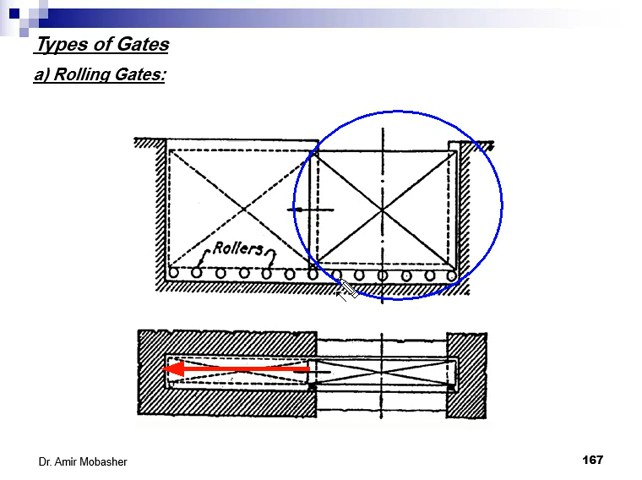 Types of Gates
a) Rolling Gates:
Rollers
Dr. Amir Mobasher
167